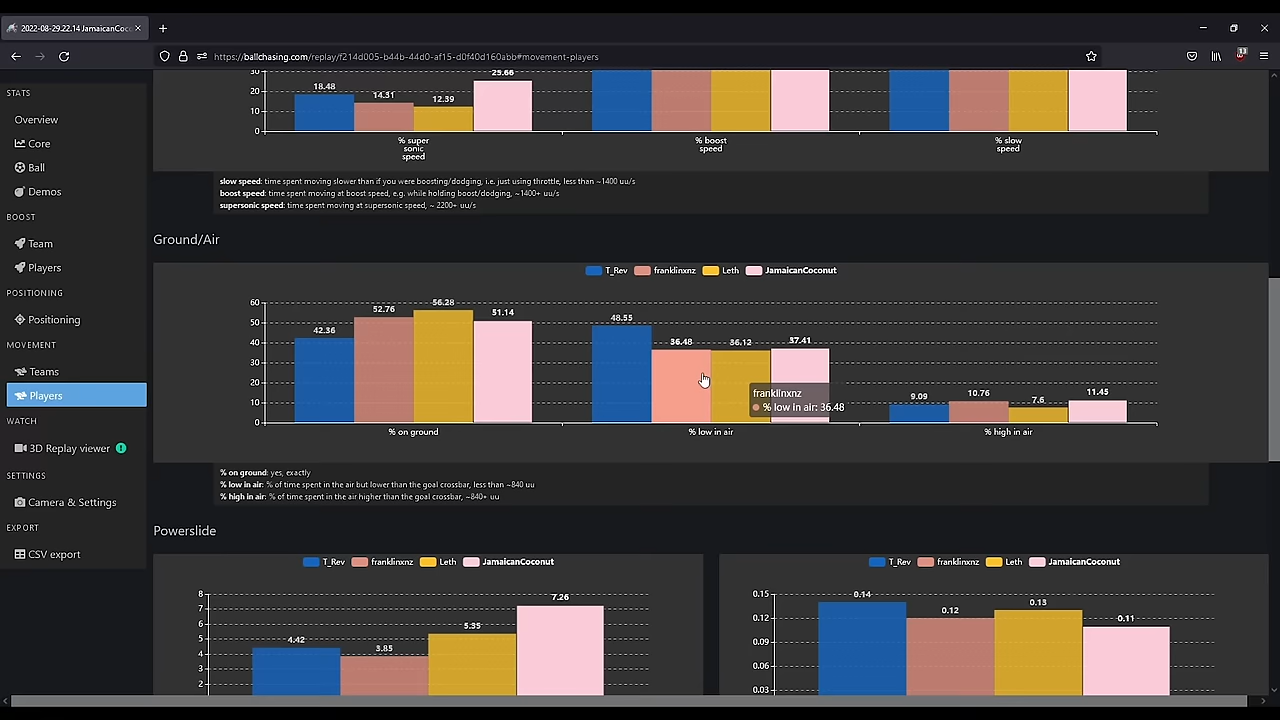 2022-08-29.22.14 JamaicanCoc
https://ballchasing.com/replay/f214d005-b44b-44d0-af15-d0f40d160abb#movement-players
13
STATS
Overview
Core
Ball
Demos
BOOST
Team
Players
POSITIONING
Positioning
MOVEMENT
Teams
Players
WATCH
3D Replay viewer
SETTINGS
Camera & Settings
EXPORT
CSV export
30
20
10
0
18.48
14.31
12.39
25.66
% super
sonic
speed
% boost
speed
% slow
speed
slow speed: time spent moving slower than if you were boosting/dodging, i.e. just using throttle, less than ~1400 uu/s
boost speed: time spent moving at boost speed, e.g. while holding boost/dodging, ~1400+ uu/s
supersonic speed: time spent moving at supersonic speed, ~ 2200+ uu/s
Ground/Air
T_Rev franklinxnz Leth JamaicanCoconut
60
50
40
30
20
10
0
42.36
52.76
56.28
51.14
48.55
36.48
36.12
37.41
9.09
10.76
7.6
11.45
franklinxnz
% low in air: 36.48
% on ground
% low in air
% high in air
% on ground: yes, exactly
% low in air: % of time spent in the air but lower than the goal crossbar, less than ~840 uu
% high in air: % of time spent in the air higher than the goal crossbar, ~840+ uu
Powerslide
T_Rev franklinxnz Leth JamaicanCoconut
8
7
6
5
4
3
2
4.42
3.85
5.35
7.26
T_Rev franklinxnz Leth JamaicanCoconut
0.15
0.12
0.09
0.06
0.03
0.14
0.12
0.13
0.11